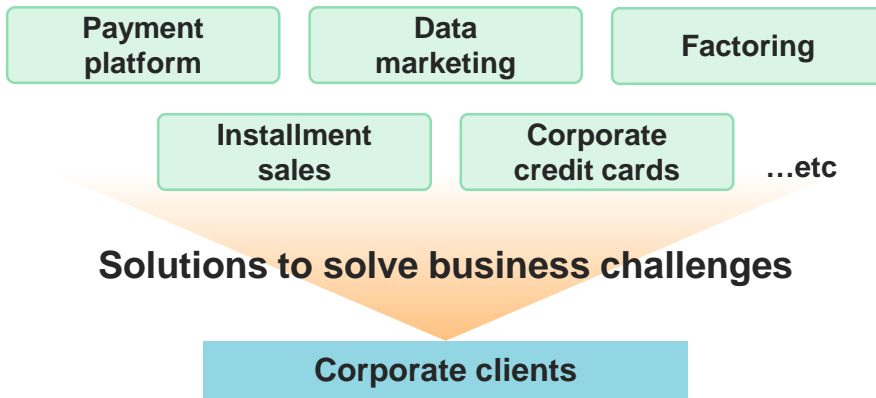 Payment
platform
Data
marketing
Factoring
Installment
sales
Corporate
credit cards
…etc
Solutions to solve business challenges
Corporate clients